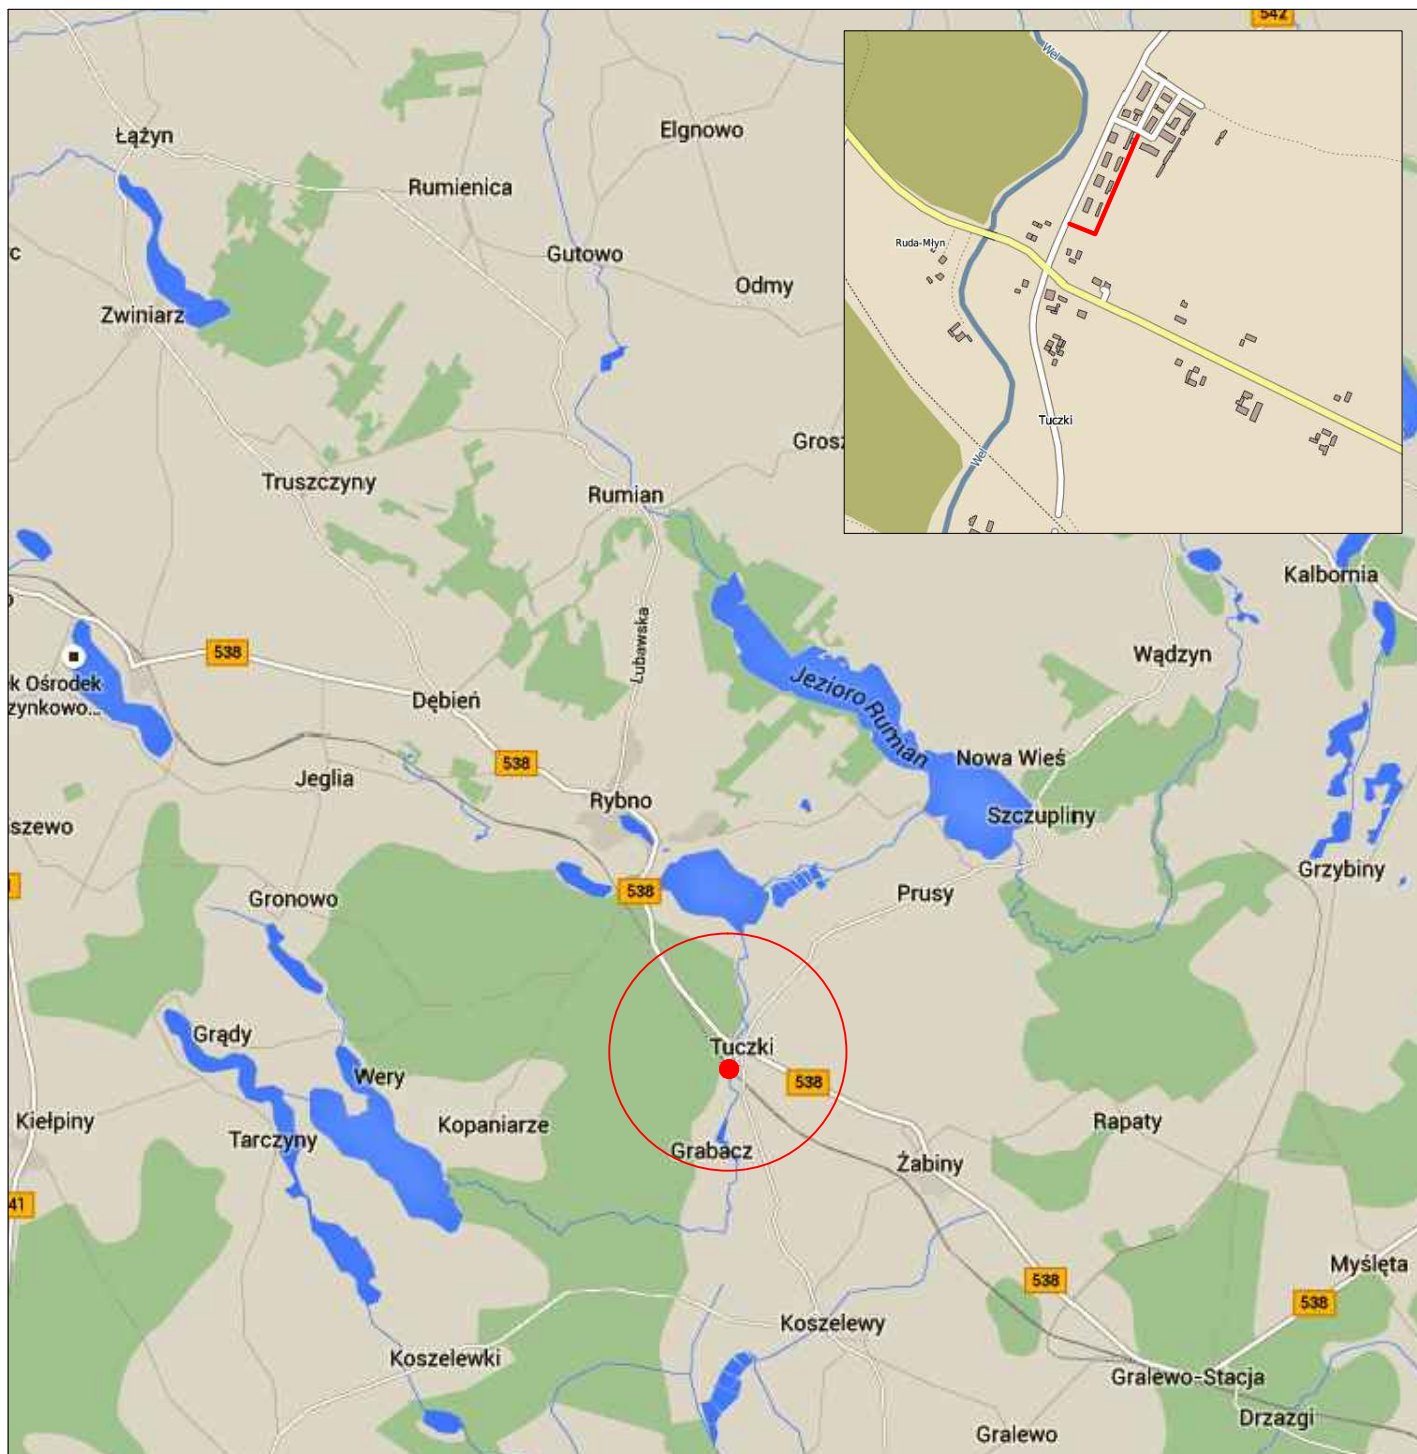 542
Łążyn
Elgnowo
Rumienica
Gutowo
Odmy
Zwiniarz
Truszczyny
Rumian
Lubawska
538
Dębień
538
Jeglia
Rybno
Jezioro Rumian
Wądzyn
Kalbornia
Nowa Wieś
Szczupliny
Grzybiny
Prusy
538
Gronowo
Grądy
Wery
Kiełpiny
Tarczyny
Kopaniarze
Tuczki
538
Grabacz
Żabiny
Rapaty
41
Myślęta
538
538
Koszelewy
Koszelewki
Gralewo-Stacja
Drzazgi
Gralewo
k Ośrodek
zynkowo...
szewo
Grosz
c
Wel
Ruda-Młyn
Tuczki
Wel